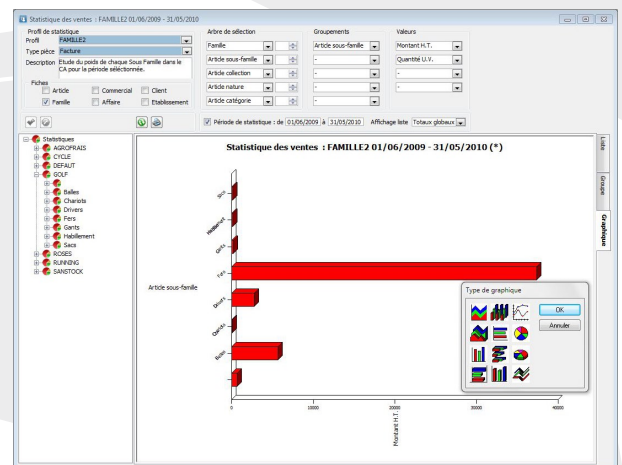 Statistique des ventes : FAMILLE2 01/06/2009 - 31/05/2010
Profil de statistique
Profil FAMILLE2
Type pièce Facture
Description Etude du poids de chaque Sous Famille dans le
CA pour la période séléctionnée.
Fiches
Article Commercial Client
Famille Affaire Etablissement
Arbre de sélection
Famille
Article sous-famille
Article collection
Article nature
Article catégorie
Groupements
Article sous-famille
-
-
-
-
Valeurs
Montant H.T.
Quantité U.V.
-
-
Période de statistique : de 01/06/2009 à 31/05/2010 Affichage liste Totaux globaux
Statistiques
AGROFRAIS
CYCLE
DEFAUT
GOLF
Balles
Chariots
Drivers
Fers
Gants
Habillement
Sacs
ROSES
RUNNING
SANSTOCK
Statistique des ventes : FAMILLE2 01/06/2009 - 31/05/2010 (*)
Sacs
Habillement
Gants
Fers
Article sous-famille
Drivers
Chariots
Balles
0 10000 20000 30000 40000
Montant H.T.
Type de graphique
OK
Annuler
Liste
Groupe
Graphique